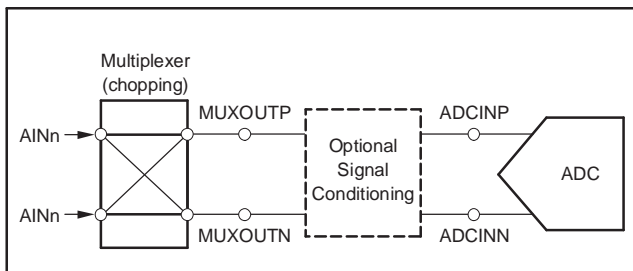 Multiplexer
(chopping)
MUXOUTP
ADCINP
AINn
Optional
Signal
Conditioning
ADC
AINn
MUXOUTN
ADCINN